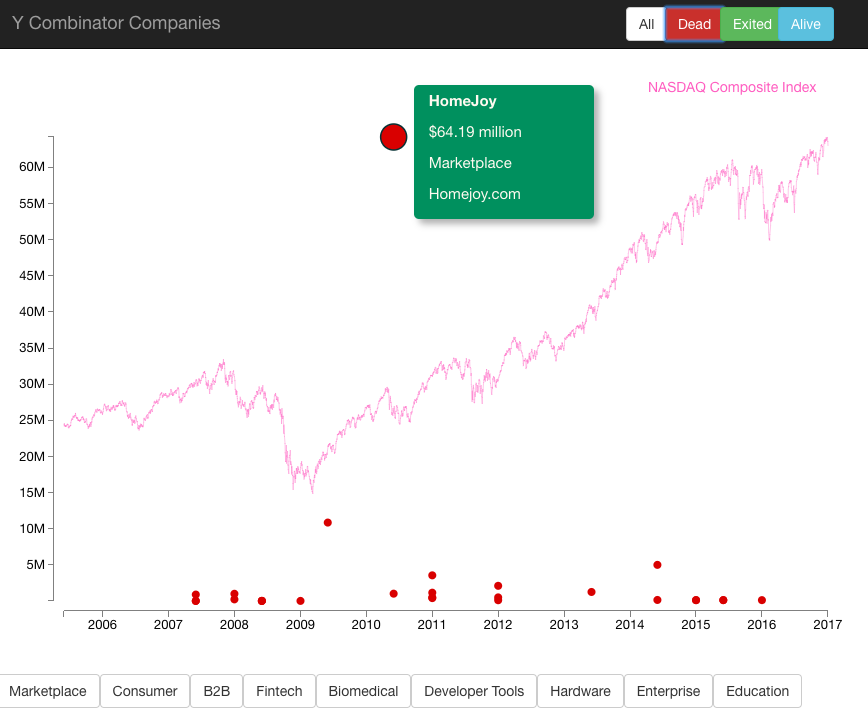 Y Combinator Companies
All Dead Exited Alive
NASDAQ Composite Index
HomeJoy
$64.19 million
Marketplace
Homejoy.com
60M
55M
50M
45M
40M
35M
30M
25M
20M
15M
10M
5M
2006 2007 2008 2009 2010 2011 2012 2013 2014 2015 2016 2017
Marketplace Consumer B2B Fintech Biomedical Developer Tools Hardware Enterprise Education